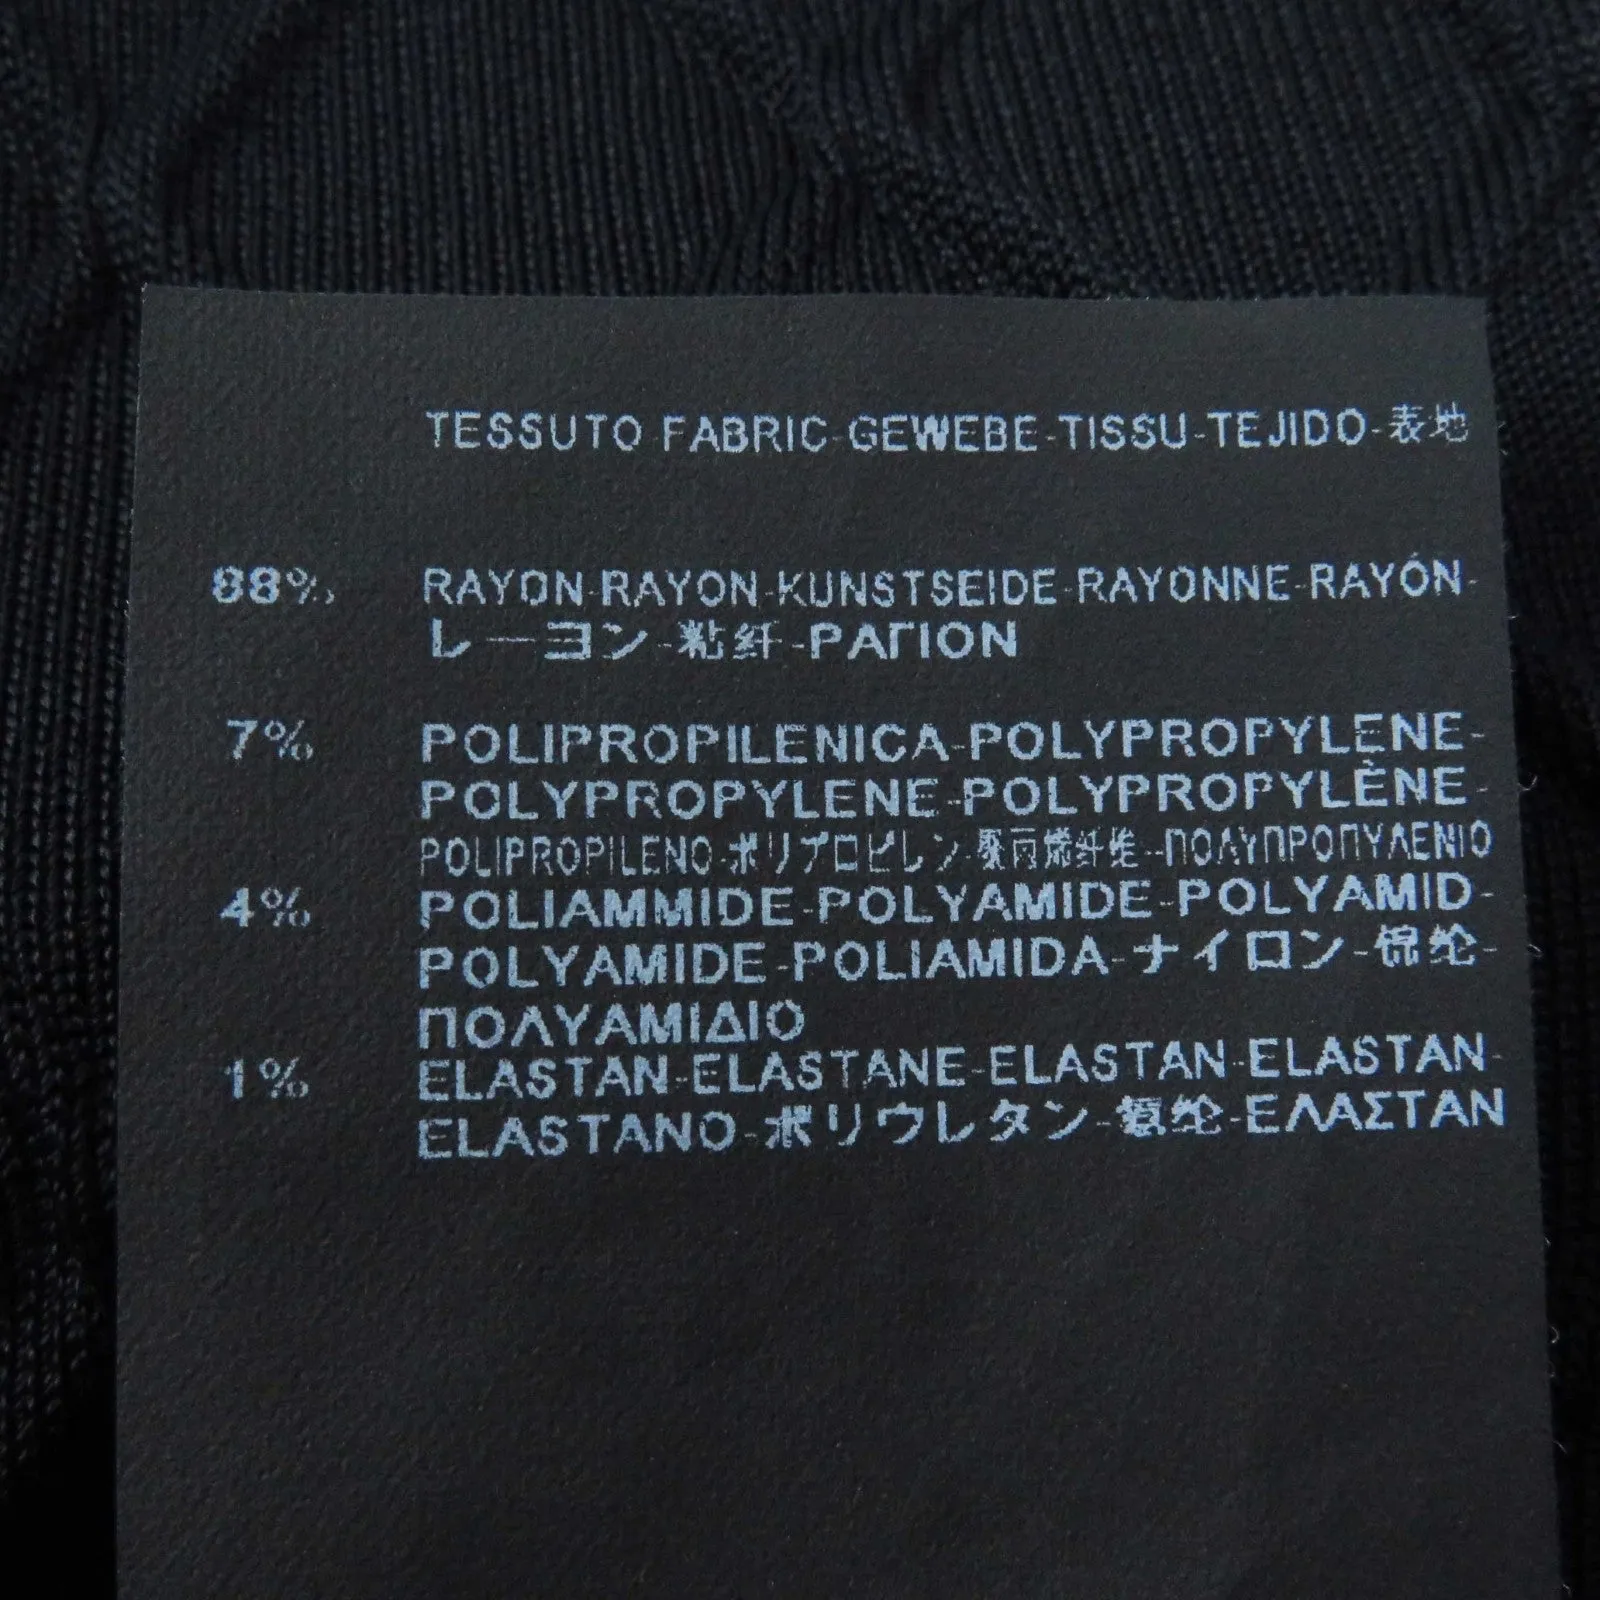 TESSUTO-FABRIC-GEWEBE-TISSU-TEJIDO-表地
88% RAYON-RAYON-KUNSTSEIDE-RAYONNE-RAYÓN-
レーヨン-粘纤-ΡΑΓΙΟΝ
7% POLIPROPILENICA-POLYPROPYLENE-
POLYPROPYLENE-POLYPROPYLÈNE-
POLIPROPILENO-ポリプロピレン-聚丙烯纤维-ΠΟΛΥΠΡΟΠΥΛΕΝΙΟ
4% POLIAMMIDE-POLYAMIDE-POLYAMID-
POLYAMIDE-POLIAMIDA-ナイロン-锦纶-
ΠΟΛΥΑΜΙΔΙΟ
1% ELASTAN-ELASTANE-ELASTAN-ELASTAN-
ELASTANO-ポリウレタン-氨纶-ΕΛΑΣΤΑΝ